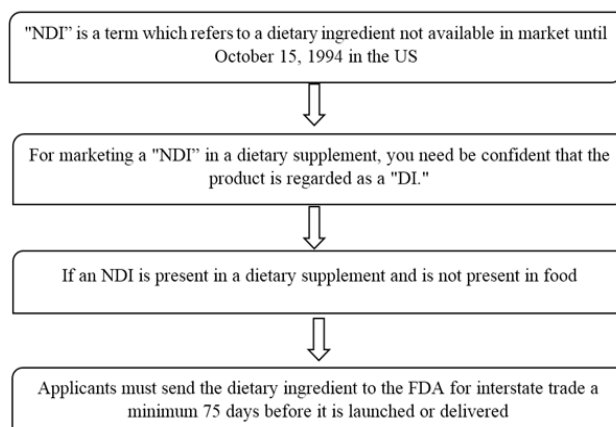 "NDI” is a term which refers to a dietary ingredient not available in market until
October 15, 1994 in the US
For marketing a "NDI” in a dietary supplement, you need be confident that the
product is regarded as a "DI."
If an NDI is present in a dietary supplement and is not present in food
Applicants must send the dietary ingredient to the FDA for interstate trade a
minimum 75 days before it is launched or delivered